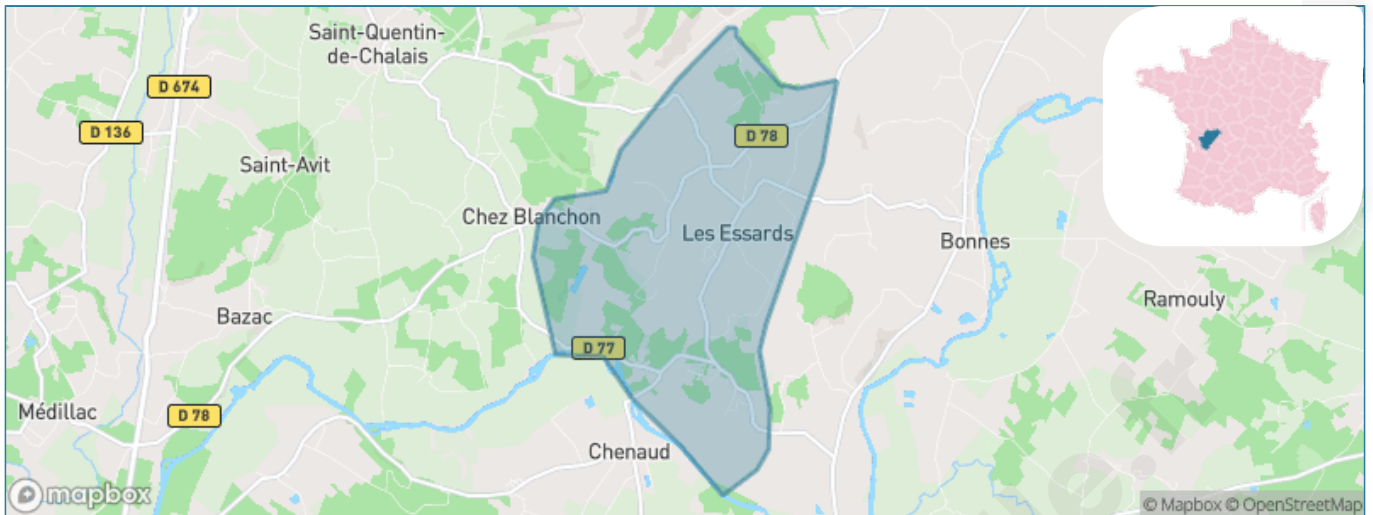 Saint-Quentin-
de-Chalais
D 674
D 136
D 78
Saint-Avit
Chez Blanchon
Les Essards
Bonnes
Ramouly
Bazac
D 77
Médillac
D 78
Chenaud
mapbox
© Mapbox © OpenStreetMap